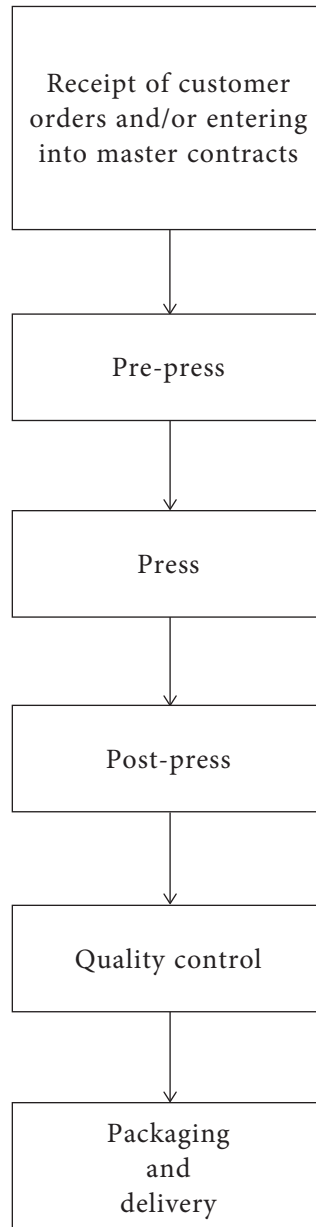 Receipt of customer
orders and/or entering
into master contracts
Pre-press
Press
Post-press
Quality control
Packaging
and
delivery